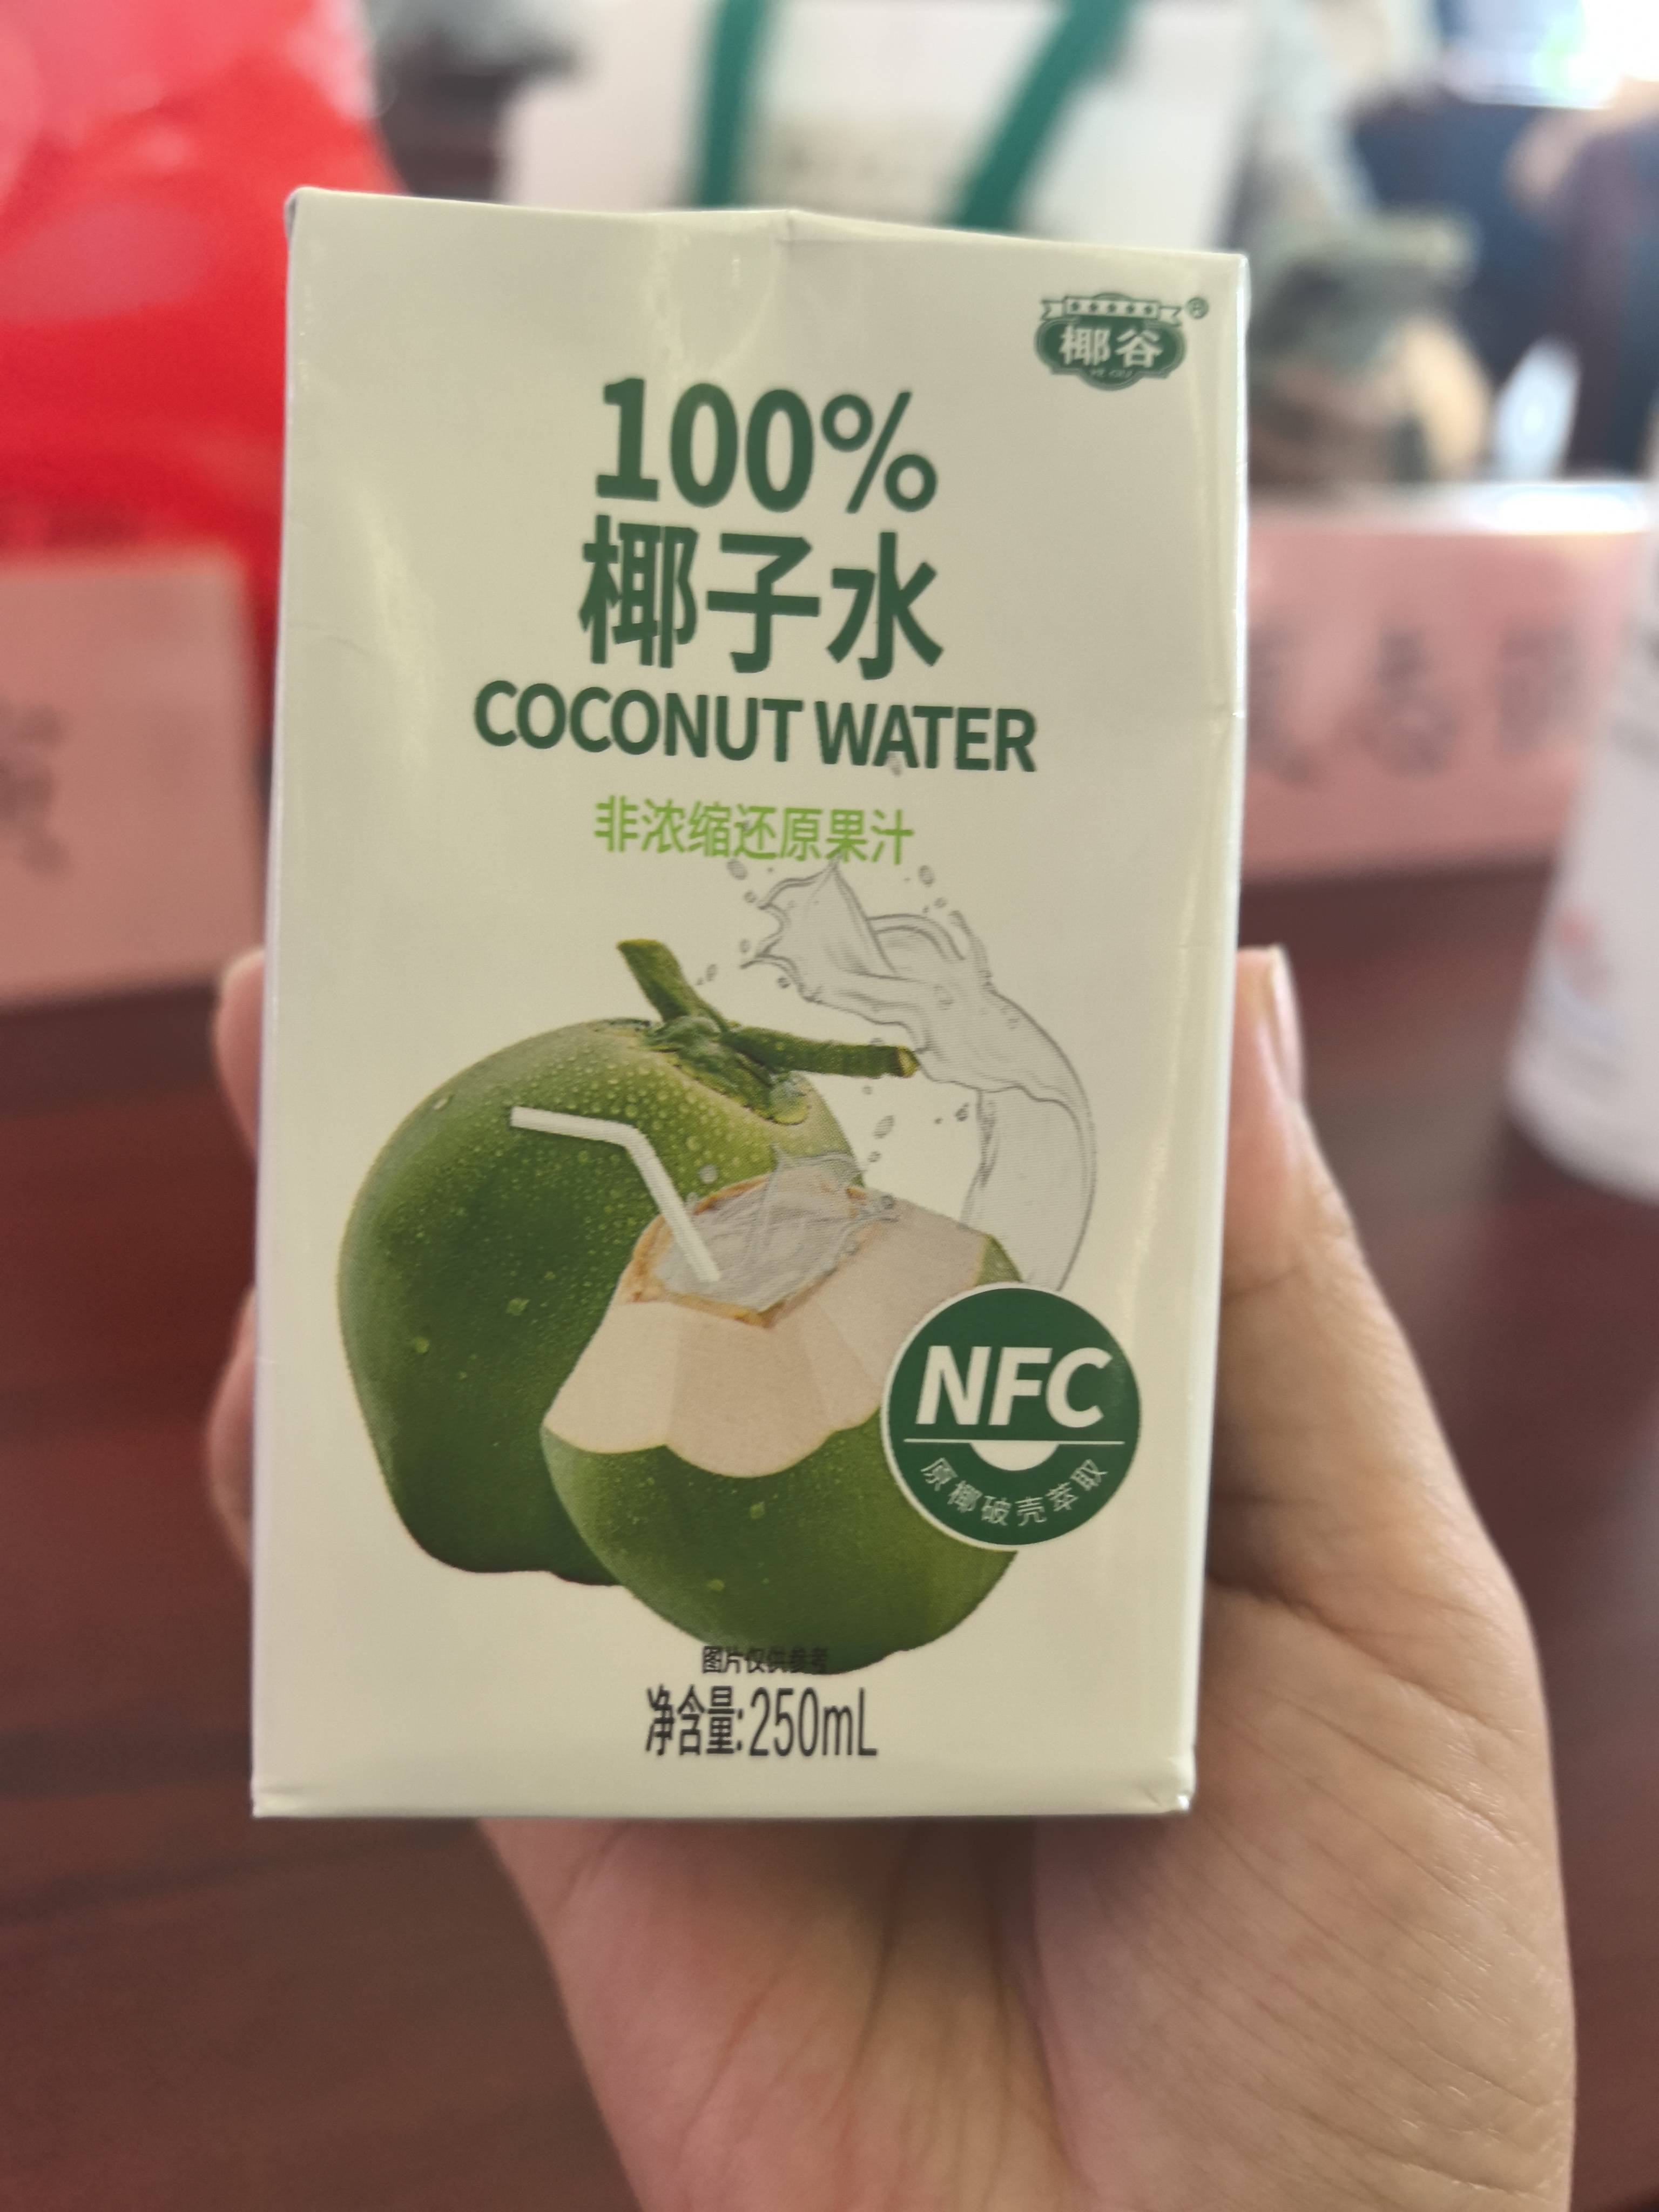 椰谷
100%
椰子水
COCONUT WATER
非浓缩还原果汁
NFC
原椰破壳萃取
图片仅供参考
净含量:250mL